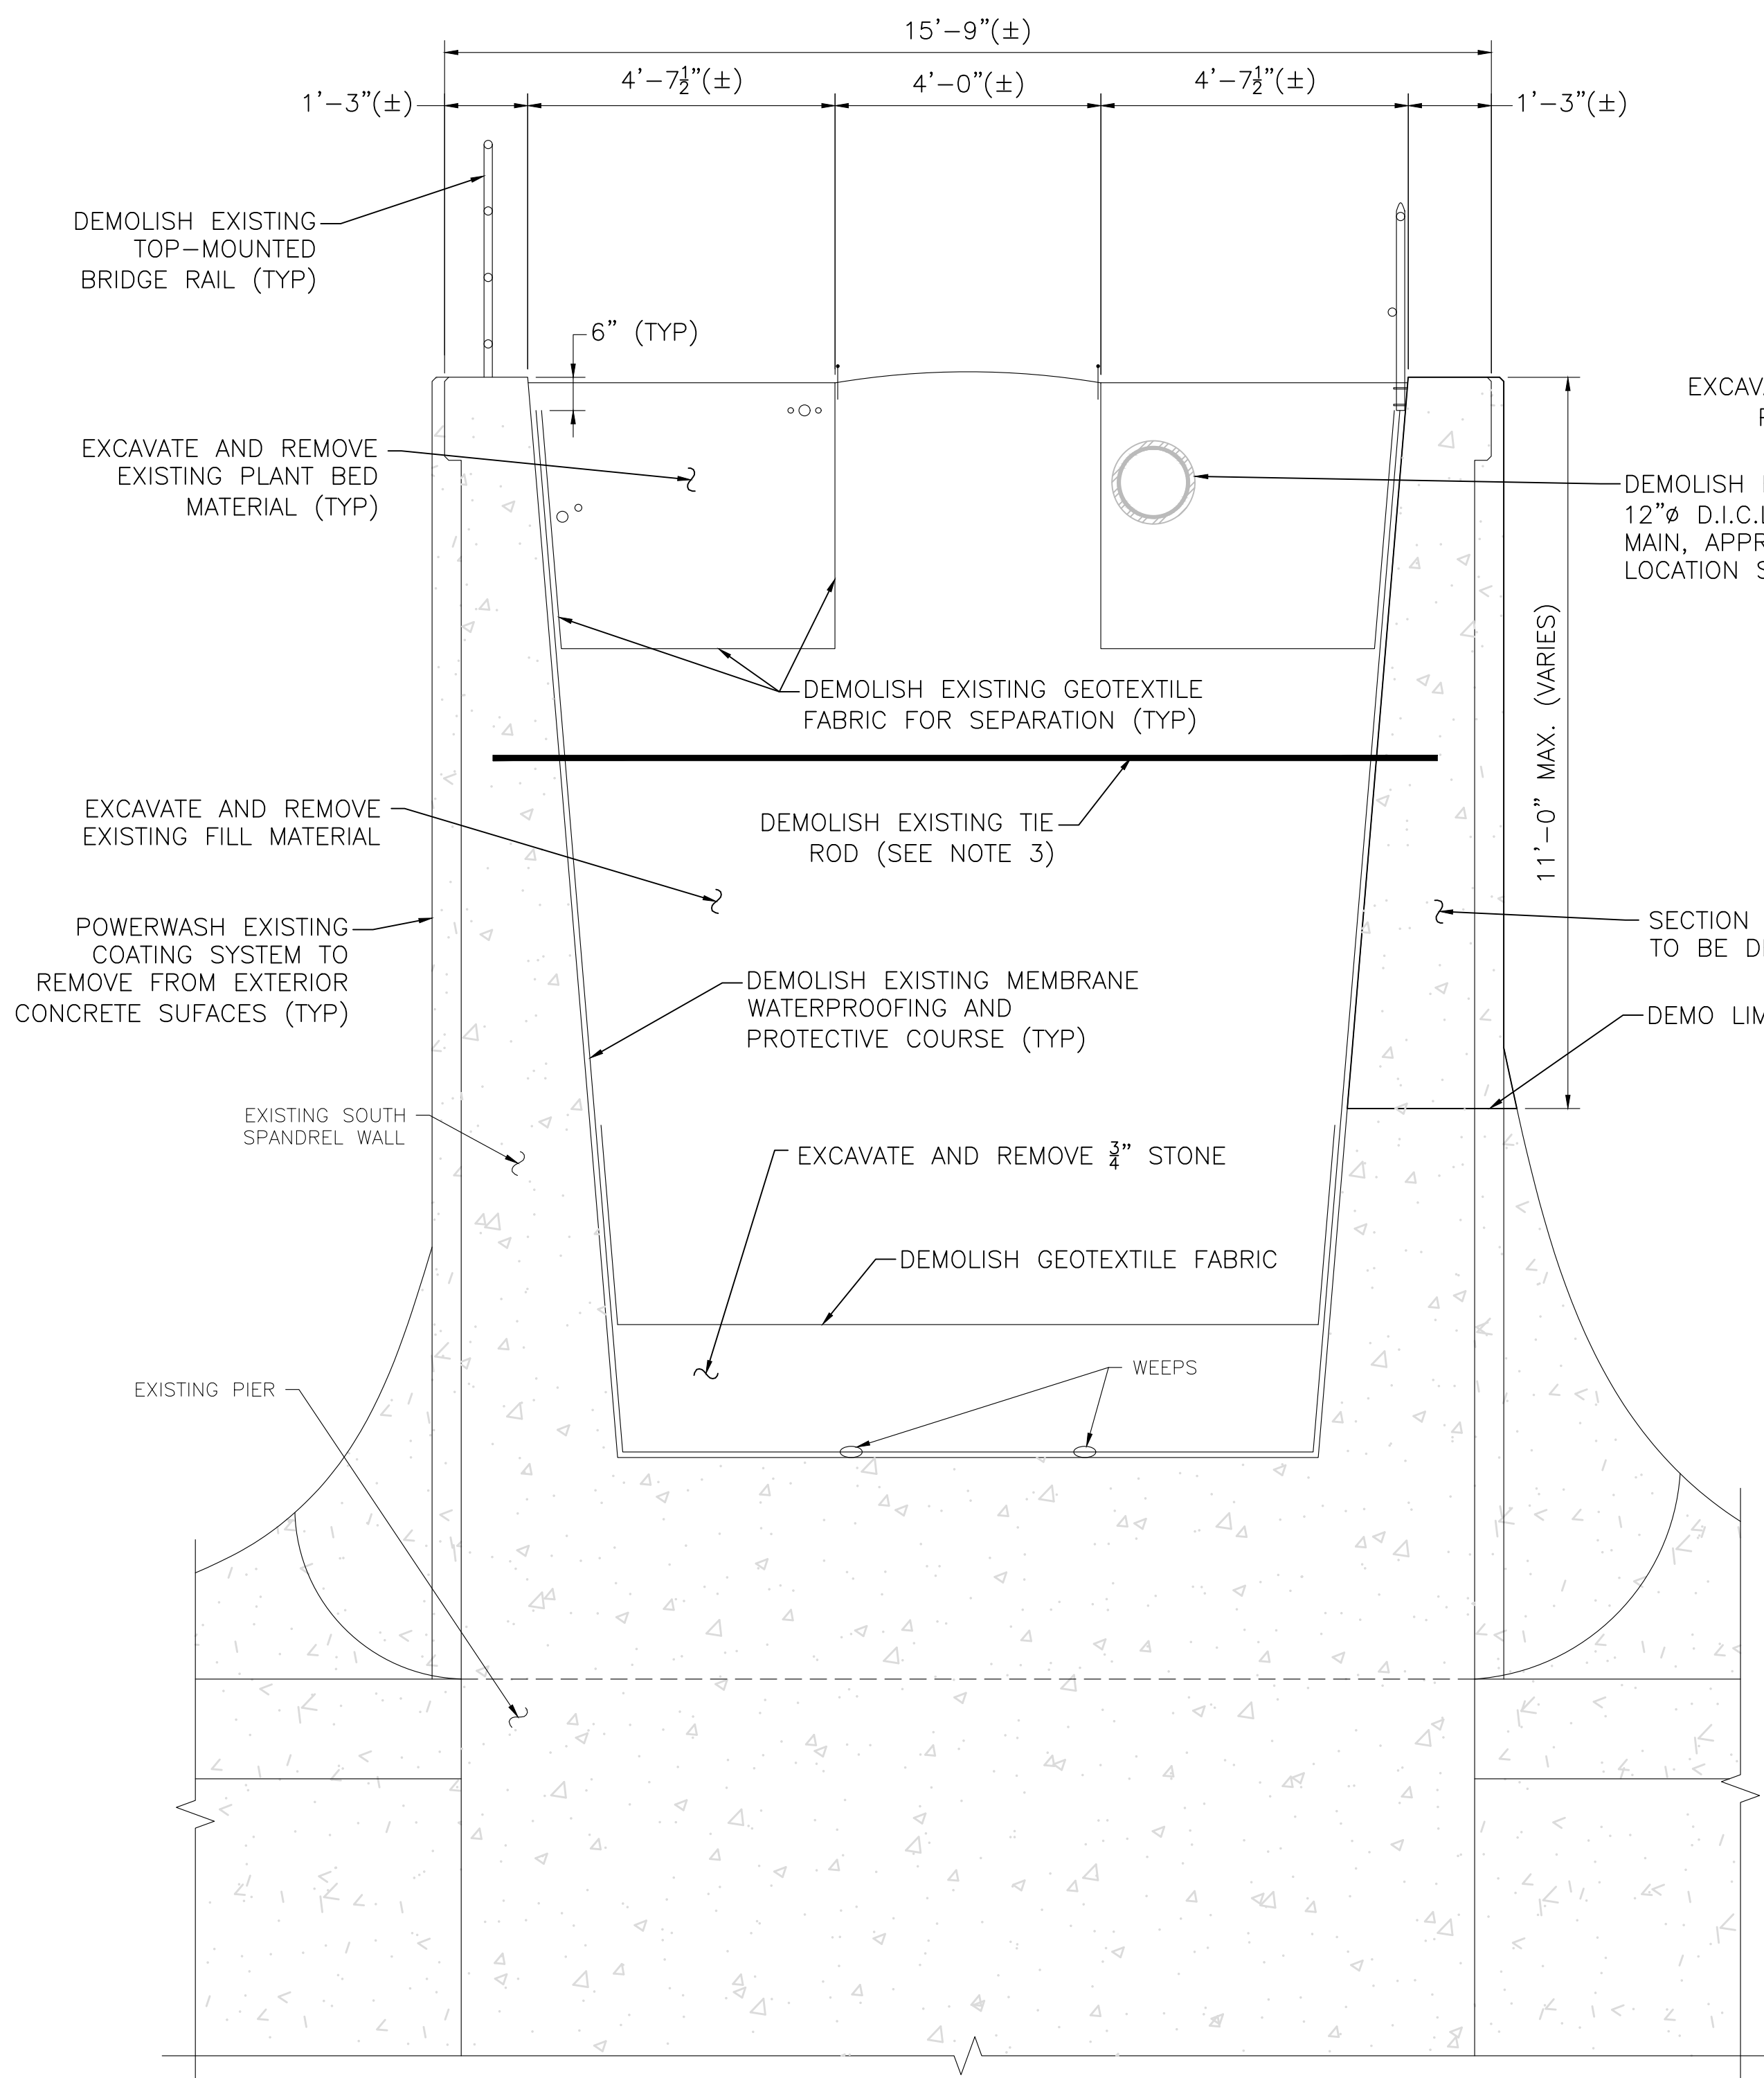 15'-9"(±)
1'-3"(±)
4'-7½"(±)
4'-0"(±)
4'-7½"(±)
1'-3"(±)
DEMOLISH EXISTING
TOP-MOUNTED
BRIDGE RAIL (TYP)
6" (TYP)
EXCAVATE AND REMOVE
EXISTING PLANT BED
MATERIAL (TYP)
DEMOLISH
12"ø
MAIN,
LOCATION
DEMOLISH EXISTING GEOTEXTILE
FABRIC FOR SEPARATION (TYP)
11'-0" MAX. (VARIES)
EXCAVATE AND REMOVE
EXISTING FILL MATERIAL
DEMOLISH EXISTING TIE
ROD (SEE NOTE 3)
POWERWASH EXISTING
COATING SYSTEM TO
REMOVE FROM EXTERIOR
CONCRETE SUFACES (TYP)
SECTION
TO BE
DEMOLISH EXISTING MEMBRANE
WATERPROOFING AND
PROTECTIVE COURSE (TYP)
DEMO
EXISTING SOUTH
SPANDREL WALL
EXCAVATE AND REMOVE ¾" STONE
DEMOLISH GEOTEXTILE FABRIC
WEEPS
EXISTING PIER